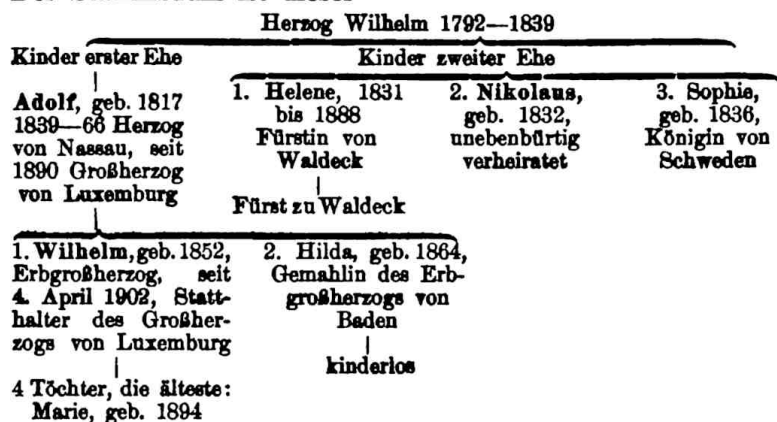 Herzog Wilhelm 1792—1839
Kinder erster Ehe
Kinder zweiter Ehe
Adolf, geb. 1817
1839—66 Herzog
von Nassau, seit
1890 Großherzog
von Luxemburg
1. Helene, 1831
bis 1888
Fürstin von
Waldeck
Fürst zu Waldeck
2. Nikolaus,
geb. 1832,
unebenbürtig
verheiratet
3. Sophie,
geb. 1836,
Königin von
Schweden
1. Wilhelm, geb. 1852,
Erbgroßherzog, seit
4. April 1902, Statt-
halter des Großher-
zogs von Luxemburg
4 Töchter, die älteste:
Marie, geb. 1894
2. Hilda, geb. 1864,
Gemahlin des Erb-
großherzogs von
Baden
kinderlos